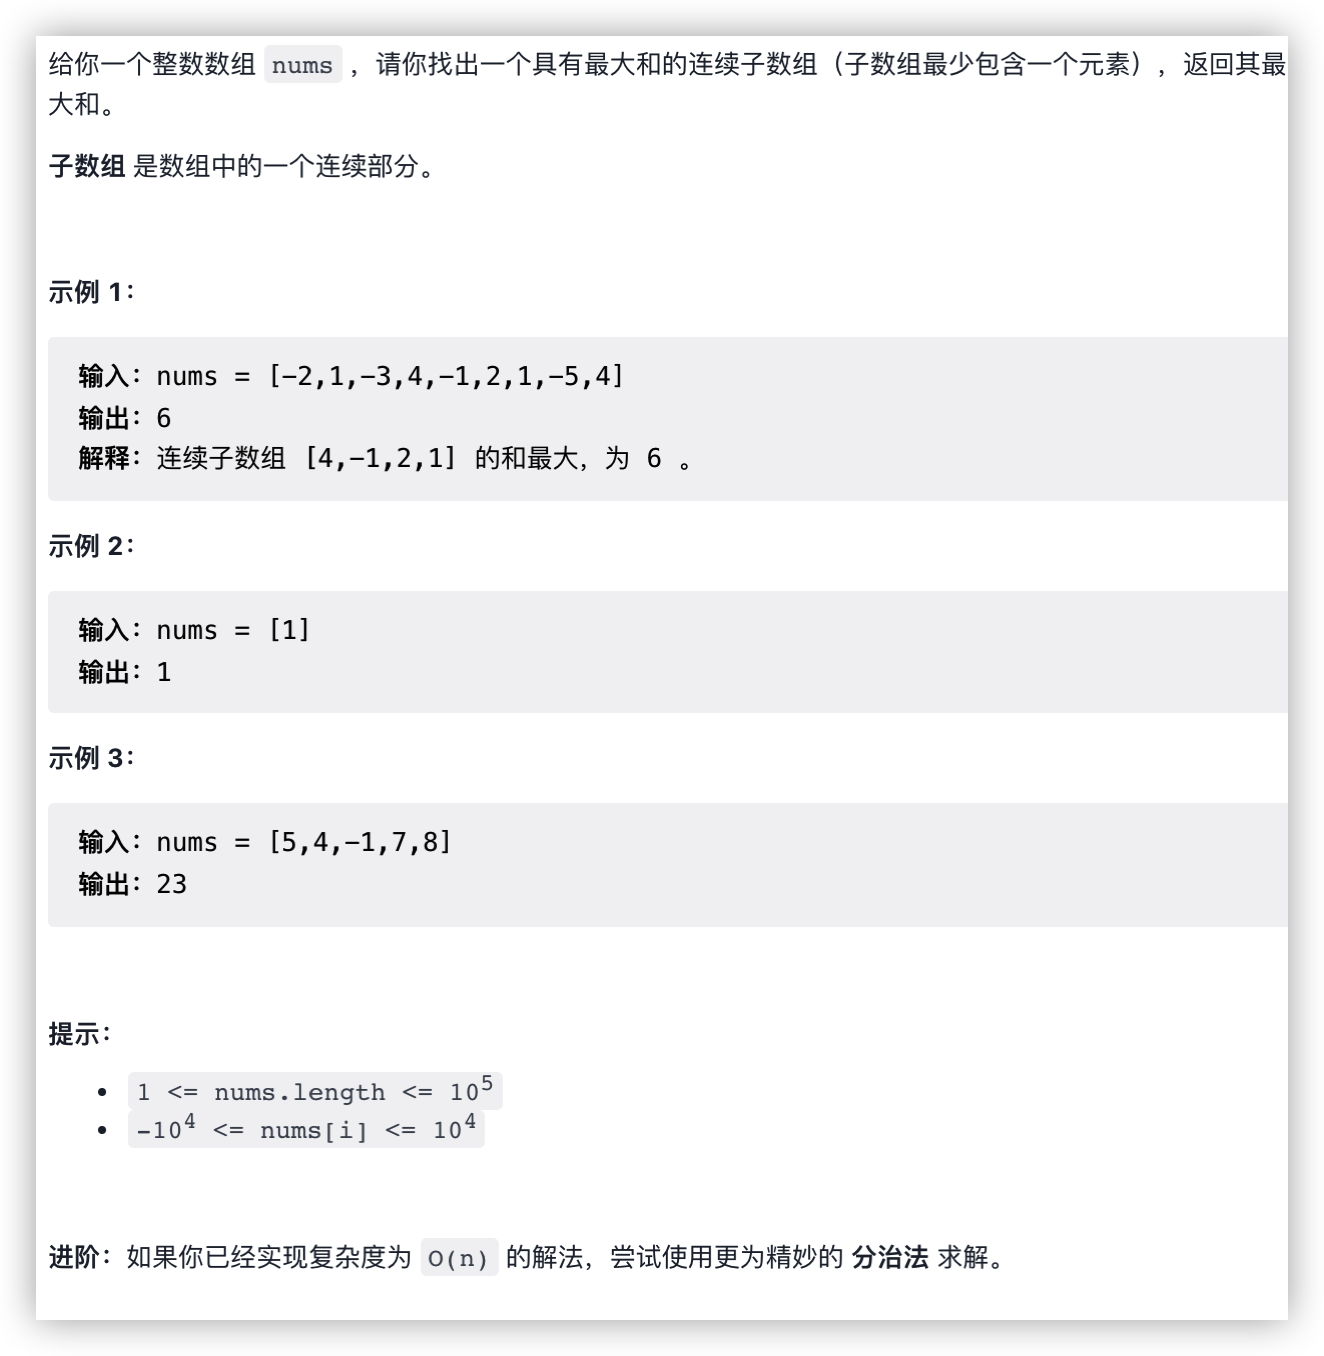 给你一个整数数组 nums ，请你找出一个具有最大和的连续子数组（子数组最少包含一个元素），返回其最
大和。
子数组 是数组中的一个连续部分。
示例 1：
输入：nums = [-2,1,-3,4,-1,2,1,-5,4]
输出：6
解释：连续子数组 [4,-1,2,1] 的和最大，为 6 。
示例 2：
输入：nums = [1]
输出：1
示例 3：
输入：nums = [5,4,-1,7,8]
输出：23
提示：
• 1 <= nums.length <= 10⁵
• -10⁴ <= nums[i] <= 10⁴
进阶：如果你已经实现复杂度为 O(n) 的解法，尝试使用更为精妙的 分治法 求解。